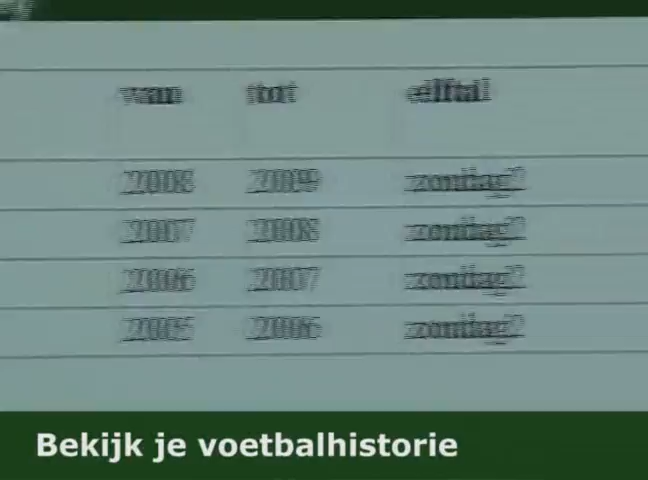 van tot elftal
2008 2009 zondag2
2007 2008 zondag2
2006 2007 zondag2
2005 2006 zondag2
Bekijk je voetbalhistorie